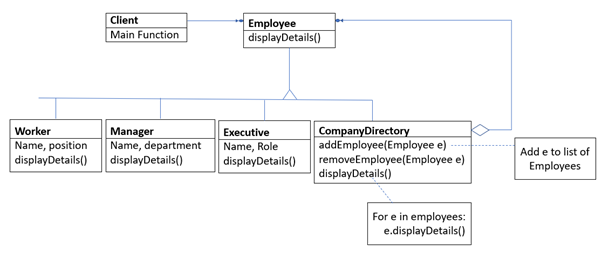 Client
Main Function
Employee
displayDetails()
Worker
Name, position
displayDetails()
Manager
Name, department
displayDetails()
Executive
Name, Role
displayDetails()
CompanyDirectory
addEmployee(Employee e)
removeEmployee(Employee e)
displayDetails()
Add e to list of
Employees
For e in employees:
e.displayDetails()